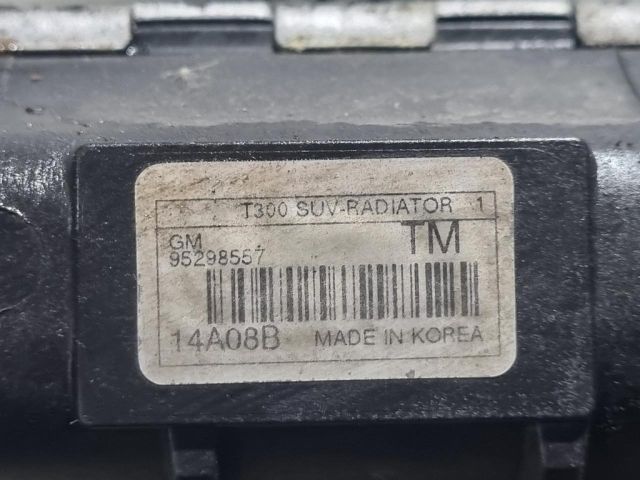 T300 SUV-RADIATOR 1
GM TM
95298557
14A08B MADE IN KOREA